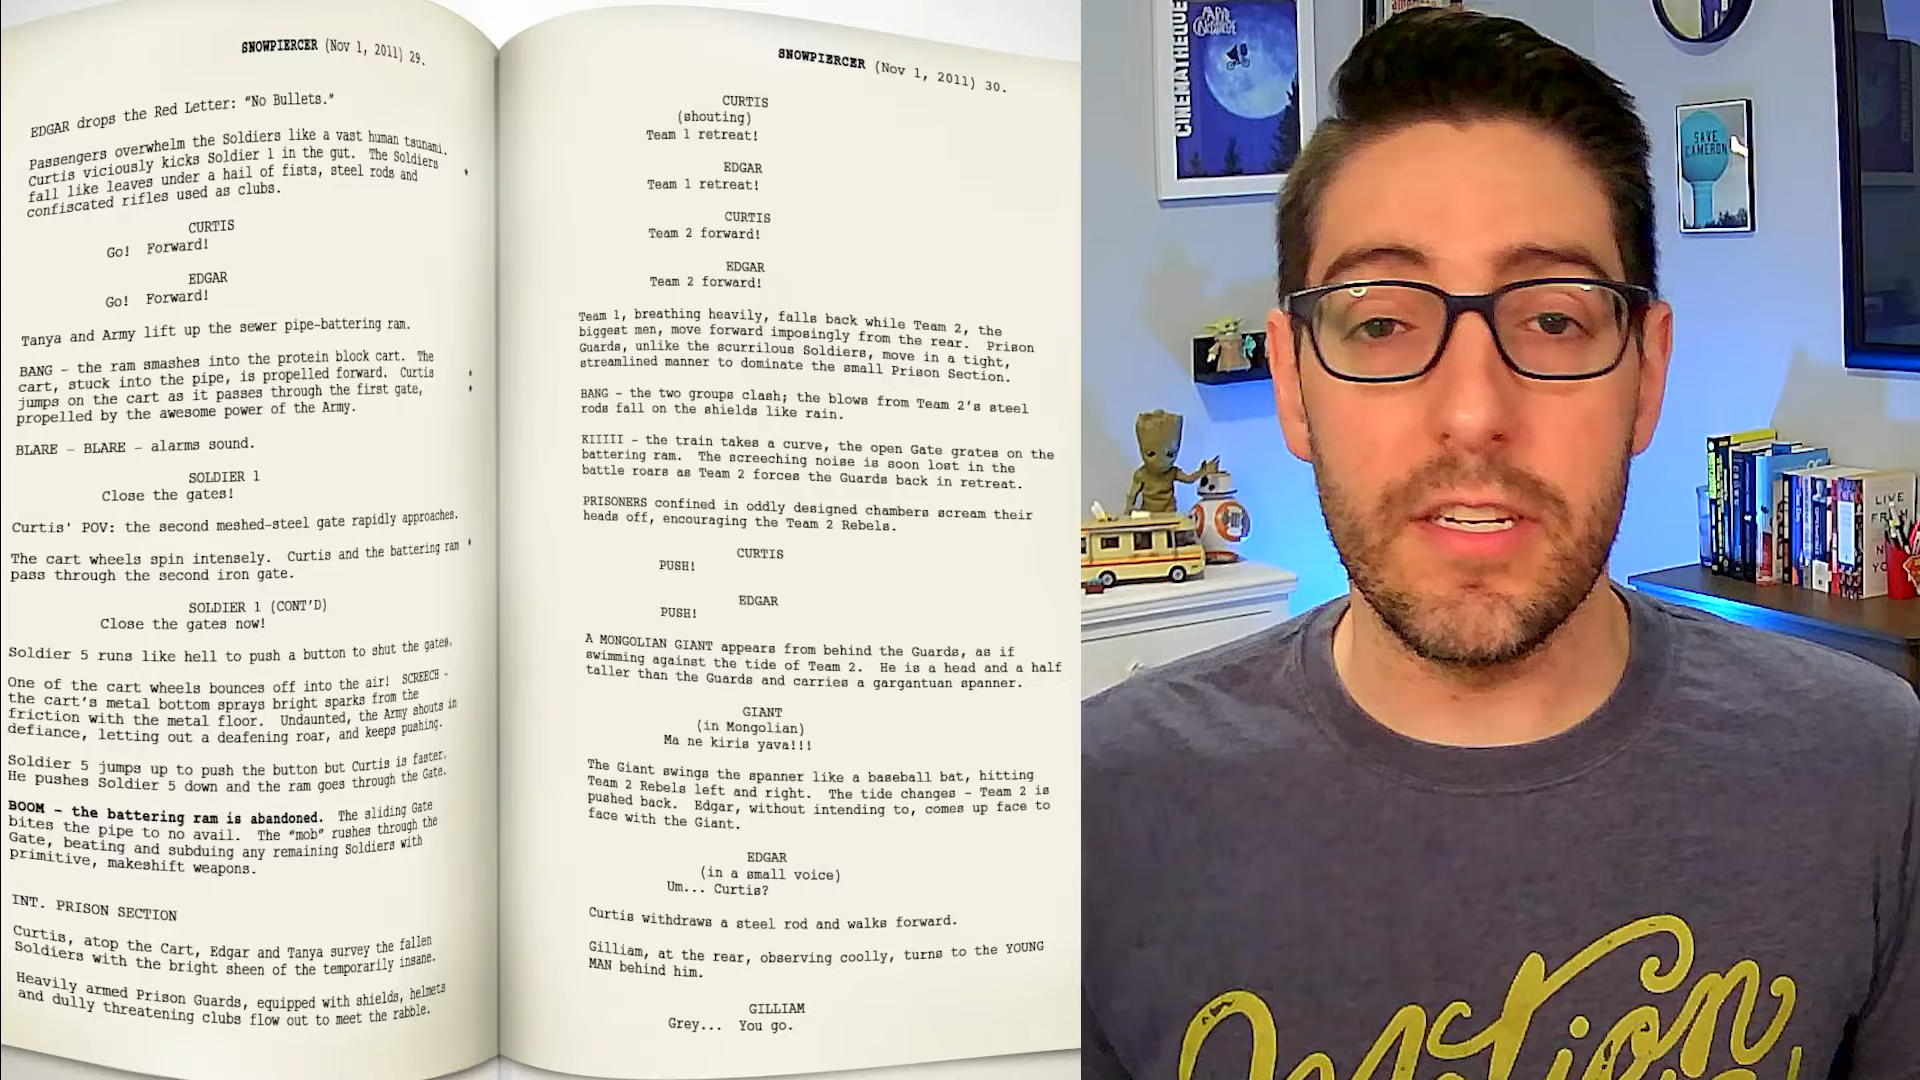 SNOWPIERCER (Nov 1, 2011) 29.
EDGAR drops the Red Letter: "No Bullets."
Passengers overwhelm the Soldiers like a vast human tsunami.
Curtis viciously kicks Soldier 1 in the gut. The Soldiers
fall like leaves under a hail of fists, steel rods and *
confiscated rifles used as clubs.
CURTIS
Go! Forward!
EDGAR
Go! Forward!
Tanya and Army lift up the sewer pipe-battering ram.
BANG - the ram smashes into the protein block cart. The
cart, stuck into the pipe, is propelled forward. Curtis *
jumps on the cart as it passes through the first gate, *
propelled by the awesome power of the Army.
BLARE - BLARE - alarms sound.
SOLDIER 1
Close the gates!
Curtis' POV: the second meshed-steel gate rapidly approaches.
The cart wheels spin intensely. Curtis and the battering ram *
pass through the second iron gate.
SOLDIER 1 (CONT'D)
Close the gates now!
Soldier 5 runs like hell to push a button to shut the gates.
One of the cart wheels bounces off into the air! SCREECH -
the cart's metal bottom sprays bright sparks from the
friction with the metal floor. Undaunted, the Army shouts in
defiance, letting out a deafening roar, and keeps pushing.
Soldier 5 jumps up to push the button but Curtis is faster.
He pushes Soldier 5 down and the ram goes through the Gate.
BOOM - the battering ram is abandoned. The sliding Gate
bites the pipe to no avail. The "mob" rushes through the
Gate, beating and subduing any remaining Soldiers with
primitive, makeshift weapons.
INT. PRISON SECTION
Curtis, atop the Cart, Edgar and Tanya survey the fallen
Soldiers with the bright sheen of the temporarily insane.
Heavily armed Prison Guards, equipped with shields, helmets
and dully threatening clubs flow out to meet the rabble.
SNOWPIERCER (Nov 1, 2011) 30.
CURTIS
(shouting)
Team 1 retreat!
EDGAR
Team 1 retreat!
CURTIS
Team 2 forward!
EDGAR
Team 2 forward!
Team 1, breathing heavily, falls back while Team 2, the
biggest men, move forward imposingly from the rear. Prison
Guards, unlike the scurrilous Soldiers, move in a tight,
streamlined manner to dominate the small Prison Section.
BANG - the two groups clash; the blows from Team 2's steel
rods fall on the shields like rain.
KIIIII - the train takes a curve, the open Gate grates on the
battering ram. The screeching noise is soon lost in the
battle roars as Team 2 forces the Guards back in retreat.
PRISONERS confined in oddly designed chambers scream their
heads off, encouraging the Team 2 Rebels.
CURTIS
PUSH!
EDGAR
PUSH!
A MONGOLIAN GIANT appears from behind the Guards, as if
swimming against the tide of Team 2. He is a head and a half
taller than the Guards and carries a gargantuan spanner.
GIANT
(in Mongolian)
Ma ne kiris yava!!!
The Giant swings the spanner like a baseball bat, hitting
Team 2 Rebels left and right. The tide changes - Team 2 is
pushed back. Edgar, without intending to, comes up face to
face with the Giant.
EDGAR
(in a small voice)
Um... Curtis?
Curtis withdraws a steel rod and walks forward.
Gilliam, at the rear, observing coolly, turns to the YOUNG
MAN behind him.
GILLIAM
Grey... You go.
CINEMATHEQUE
SAVE
CAMERON
LIVE